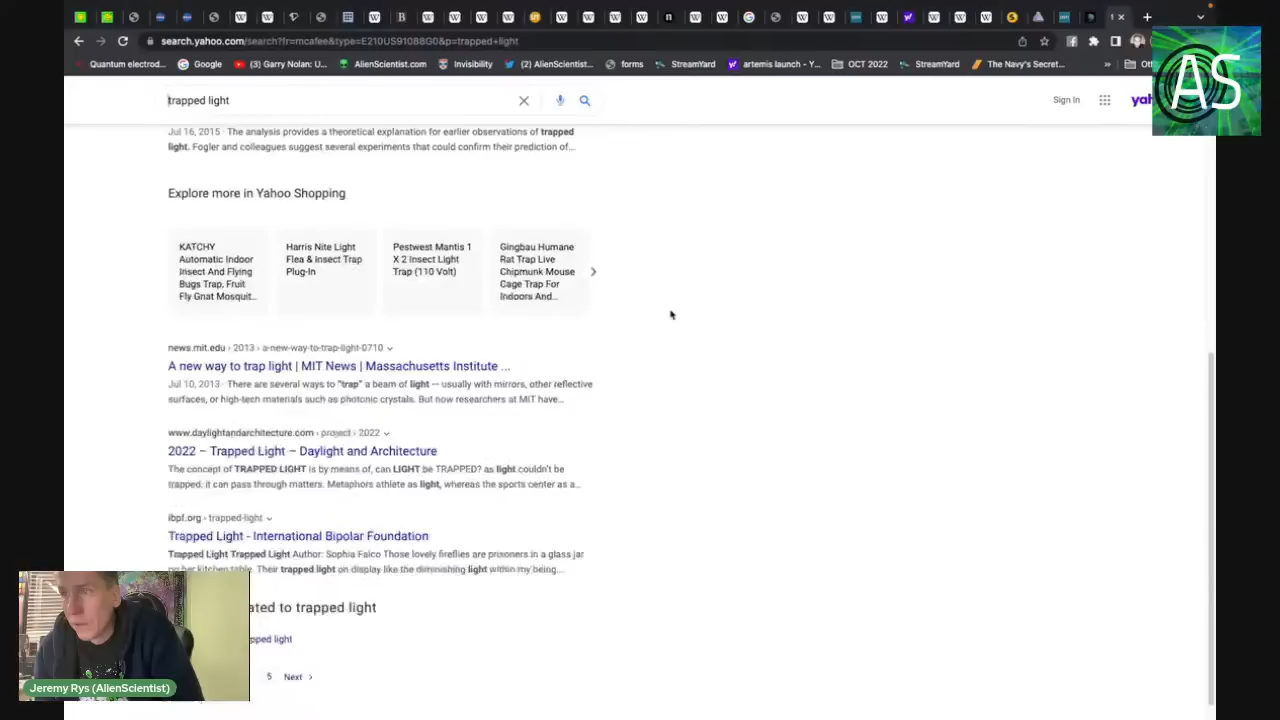 search.yahoo.com/search?fr=mcafee&type=E210US91088G0&p=trapped+light
Quantum electrod...
Google
(3) Garry Nolan: U...
AlienScientist.com
Invisibility
(2) AlienScientist...
StreamYard
artemis launch - Y...
OCT 2022
StreamYard
The Navy's Secret...
»
trapped light
Sign In
AS
Jul 16, 2015 · The analysis provides a theoretical explanation for earlier observations of trapped
light. Fogler and colleagues suggest several experiments that could confirm their prediction of...
Explore more in Yahoo Shopping
KATCHY
Automatic Indoor
Insect And Flying
Bugs Trap, Fruit
Fly Gnat Mosquit...
Harris Nite Light
Flea & Insect Trap
Plug-In
Pestwest Mantis 1
X 2 Insect Light
Trap (110 Volt)
Gingbau Humane
Rat Trap Live
Chipmunk Mouse
Cage Trap For
Indoors And...
news.mit.edu › 2013 › a-new-way-to-trap-light-0710
A new way to trap light | MIT News | Massachusetts Institute ...
Jul 10, 2013 · There are several ways to "trap" a beam of light — usually with mirrors, other reflective
surfaces, or high-tech materials such as photonic crystals. But now researchers at MIT have...
www.daylightandarchitecture.com › project › 2022
2022 – Trapped Light – Daylight and Architecture
The concept of TRAPPED LIGHT is by means of, can LIGHT be TRAPPED? as light couldn't be
trapped: it can pass through matters. Metaphors athlete as light, whereas the sports center as a...
ibpf.org › trapped-light
Trapped Light - International Bipolar Foundation
Trapped Light Trapped Light Author: Sophia Falco Those lovely fireflies are prisoners in a glass jar
on her kitchen table. Their trapped light on display like the diminishing light within my being...
ated to trapped light
pped light
5 Next ›
Jeremy Rys (AlienScientist)